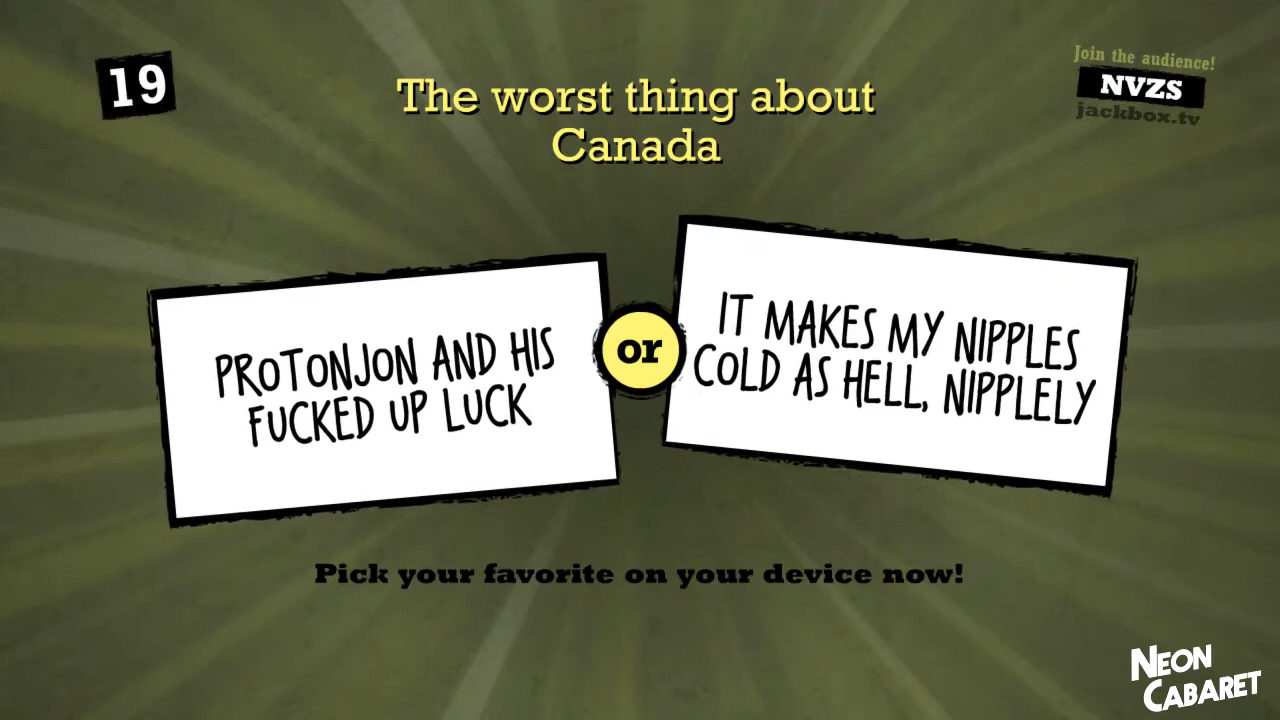 19
The worst thing about
Canada
Join the audience!
NVZS
jackbox.tv
PROTONJON AND HIS
FUCKED UP LUCK
or
IT MAKES MY NIPPLES
COLD AS HELL, NIPPLELY
Pick your favorite on your device now!
NEON
CABARET